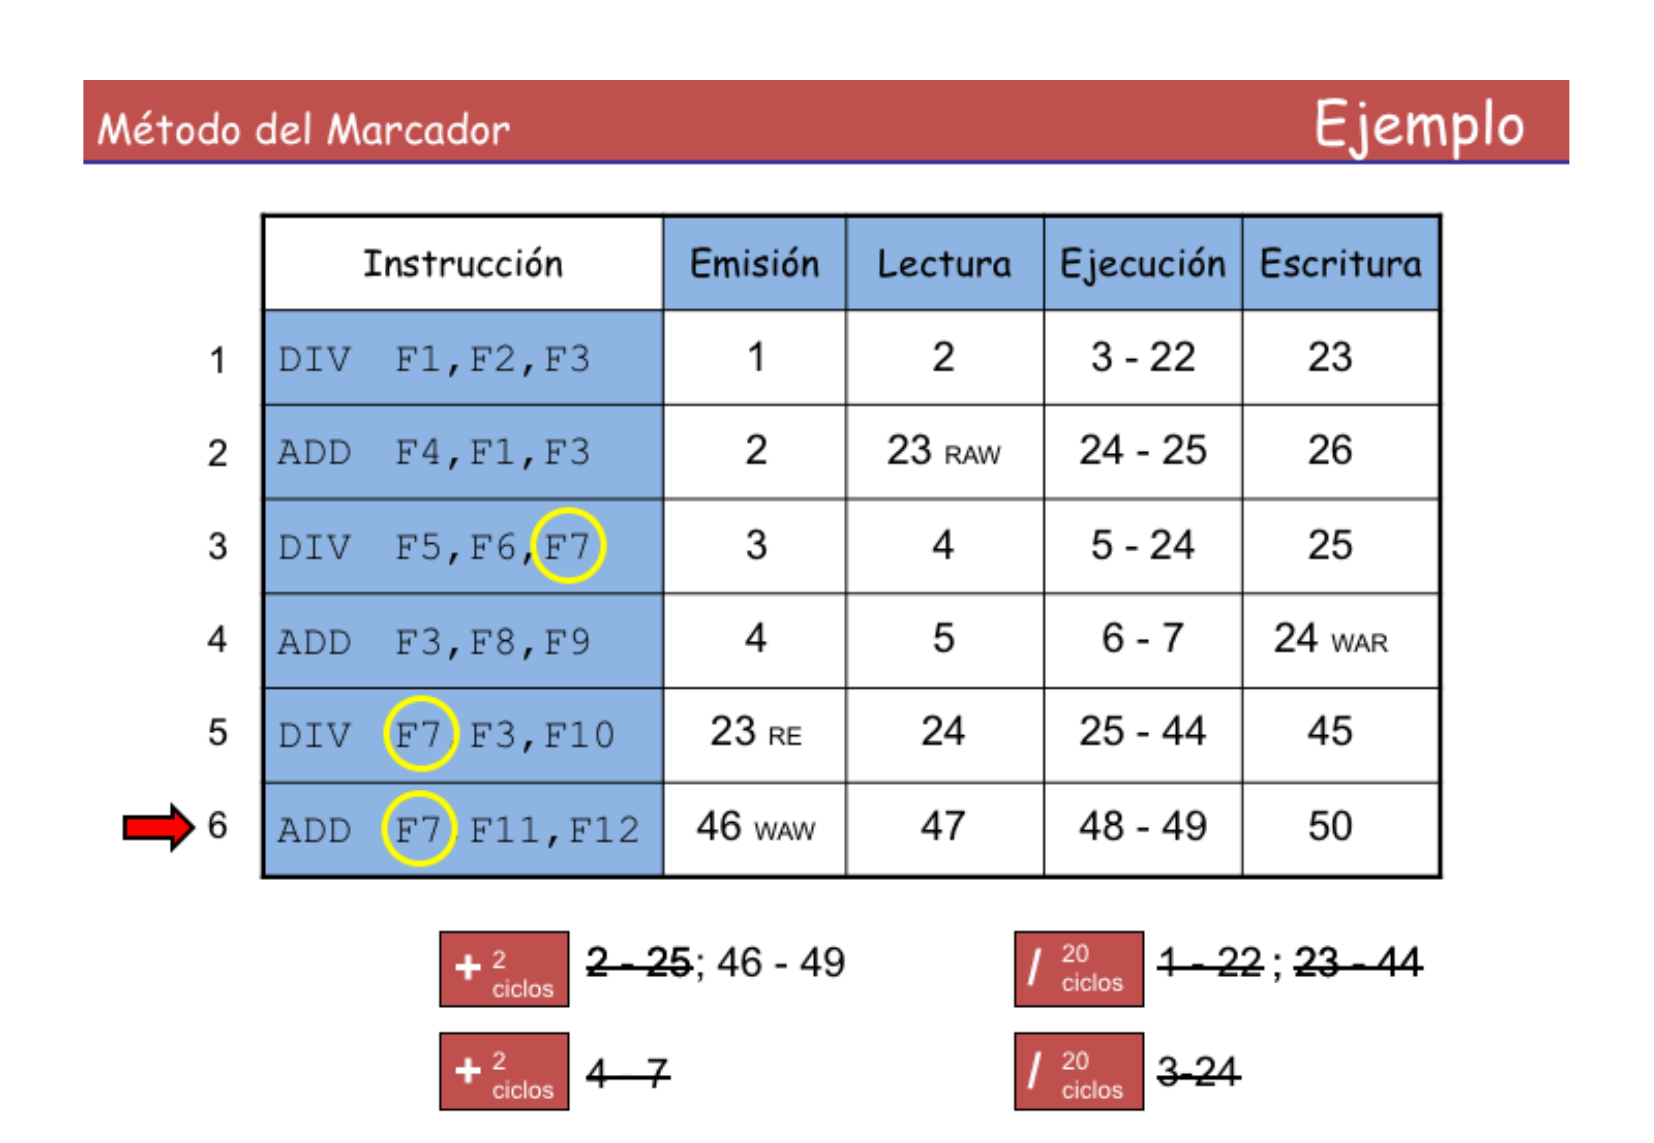 Método del Marcador Ejemplo
Instrucción Emisión Lectura Ejecución Escritura
1 DIV F1,F2,F3 1 2 3 - 22 23
2 ADD F4,F1,F3 2 23 RAW 24 - 25 26
3 DIV F5,F6,F7 3 4 5 - 24 25
4 ADD F3,F8,F9 4 5 6 - 7 24 WAR
5 DIV F7 F3,F10 23 RE 24 25 - 44 45
6 ADD F7 F11,F12 46 WAW 47 48 - 49 50
+ 2 ciclos 2 - 25; 46 - 49 / 20 ciclos 1 - 22 ; 23 - 44
+ 2 ciclos 4 - 7 / 20 ciclos 3-24